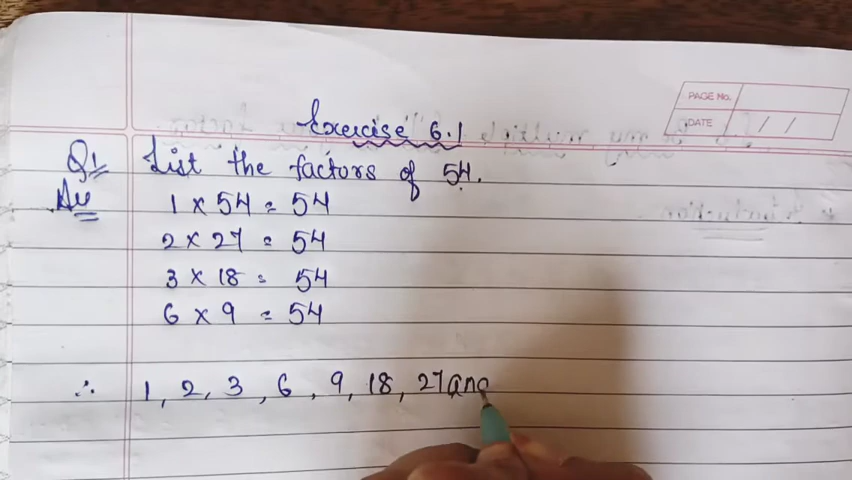 PAGE No.
DATE / /
Exercise 6.1
Q1 List the factors of 54.
1 × 54 = 54
2 × 27 = 54
3 × 18 = 54
6 × 9 = 54
∴ 1, 2, 3, 6, 9, 18, 27 and